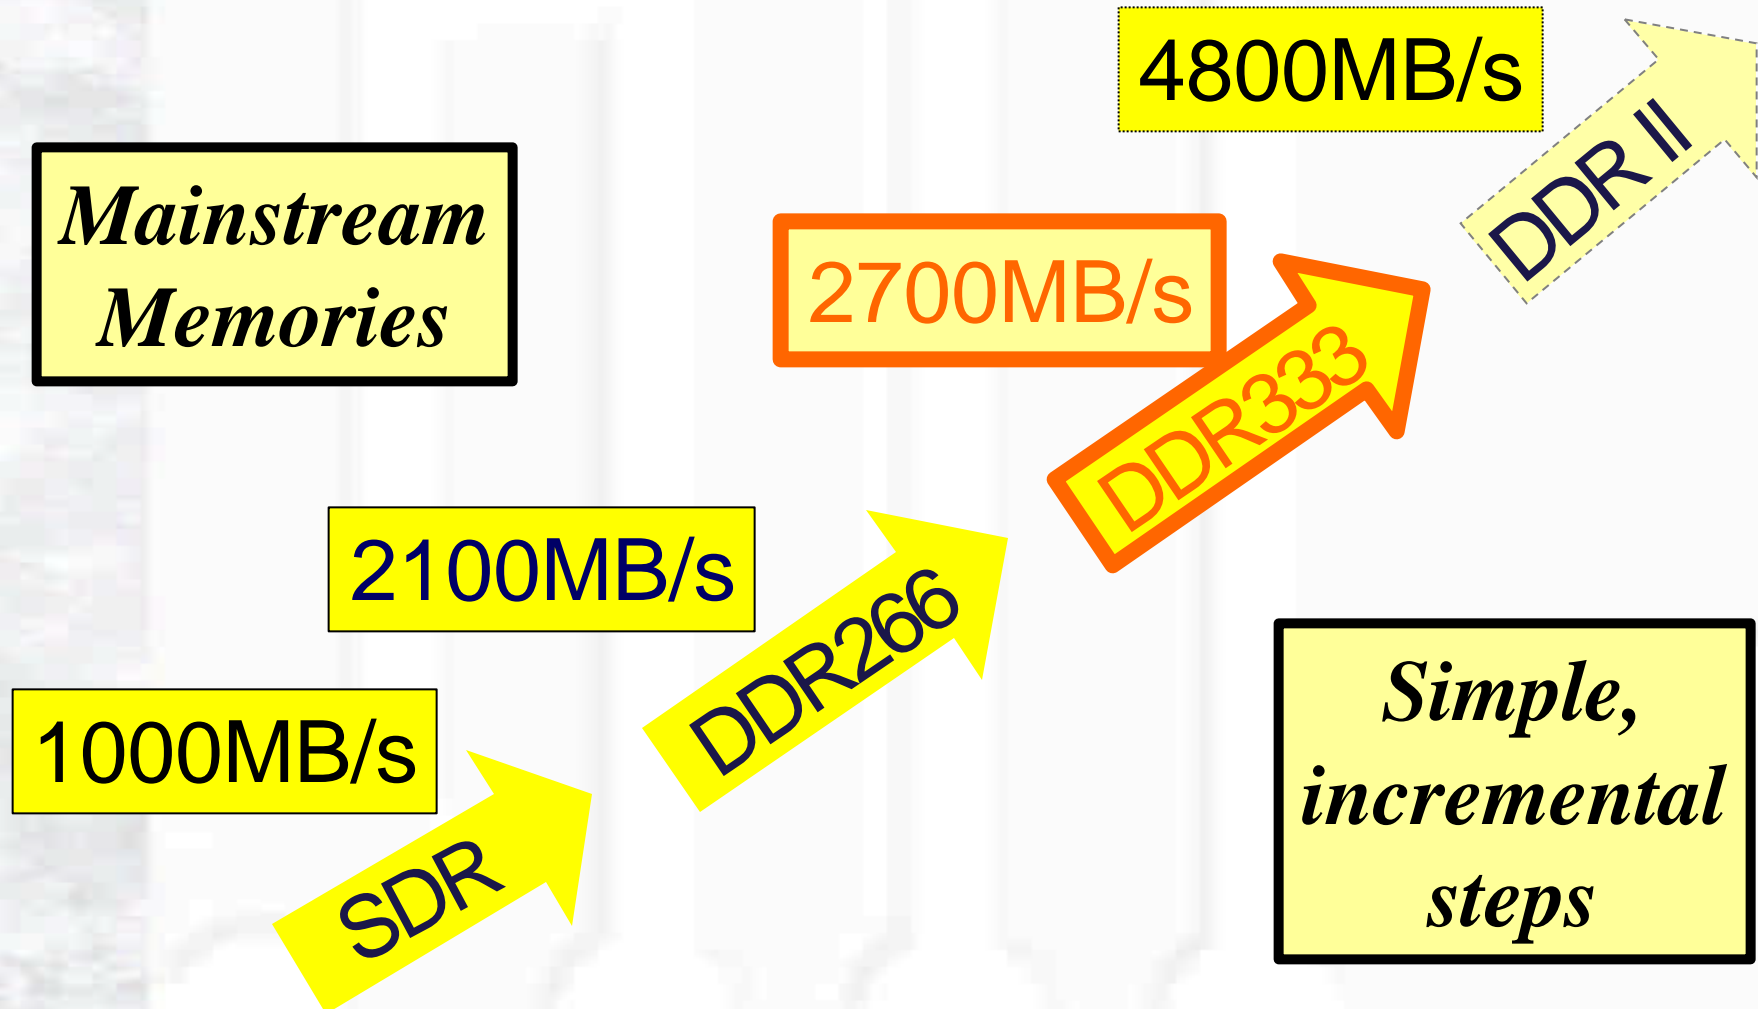 4800MB/s
DDR II
Mainstream
Memories
2700MB/s
DDR333
2100MB/s
DDR266
1000MB/s
SDR
Simple,
incremental
steps